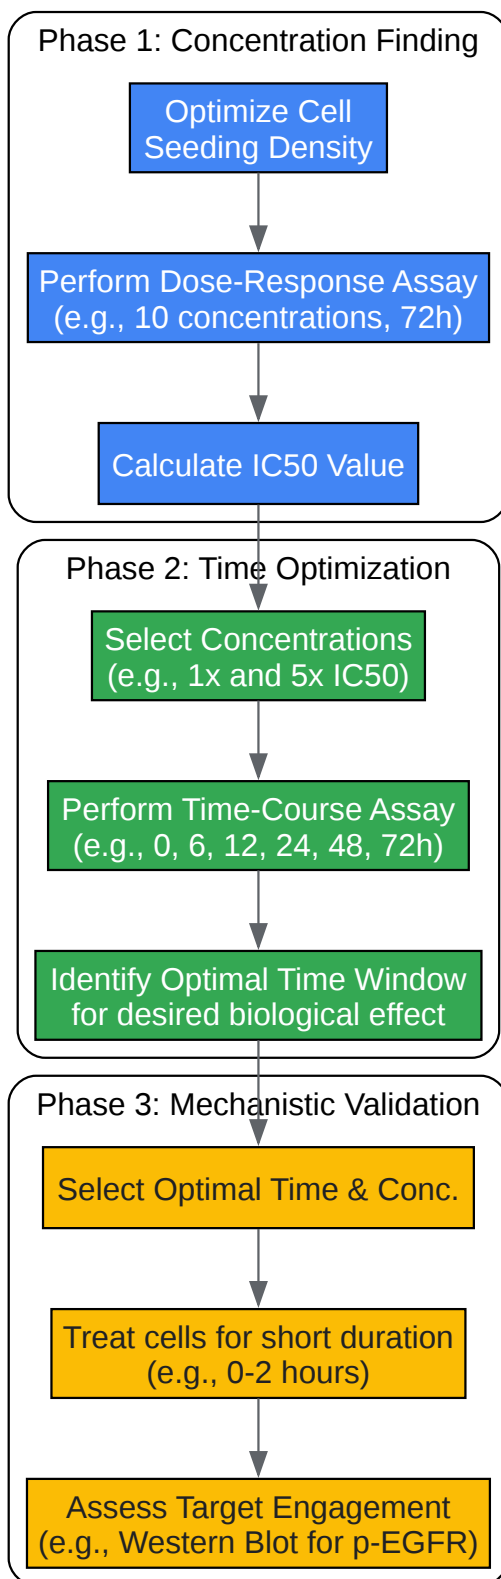 Phase 1: Concentration Finding
Optimize Cell
Seeding Density
Perform Dose-Response Assay
(e.g., 10 concentrations, 72h)
Calculate IC50 Value
Phase 2: Time Optimization
Select Concentrations
(e.g., 1x and 5x IC50)
Perform Time-Course Assay
(e.g., 0, 6, 12, 24, 48, 72h)
Identify Optimal Time Window
for desired biological effect
Phase 3: Mechanistic Validation
Select Optimal Time & Conc.
Treat cells for short duration
(e.g., 0-2 hours)
Assess Target Engagement
(e.g., Western Blot for p-EGFR)